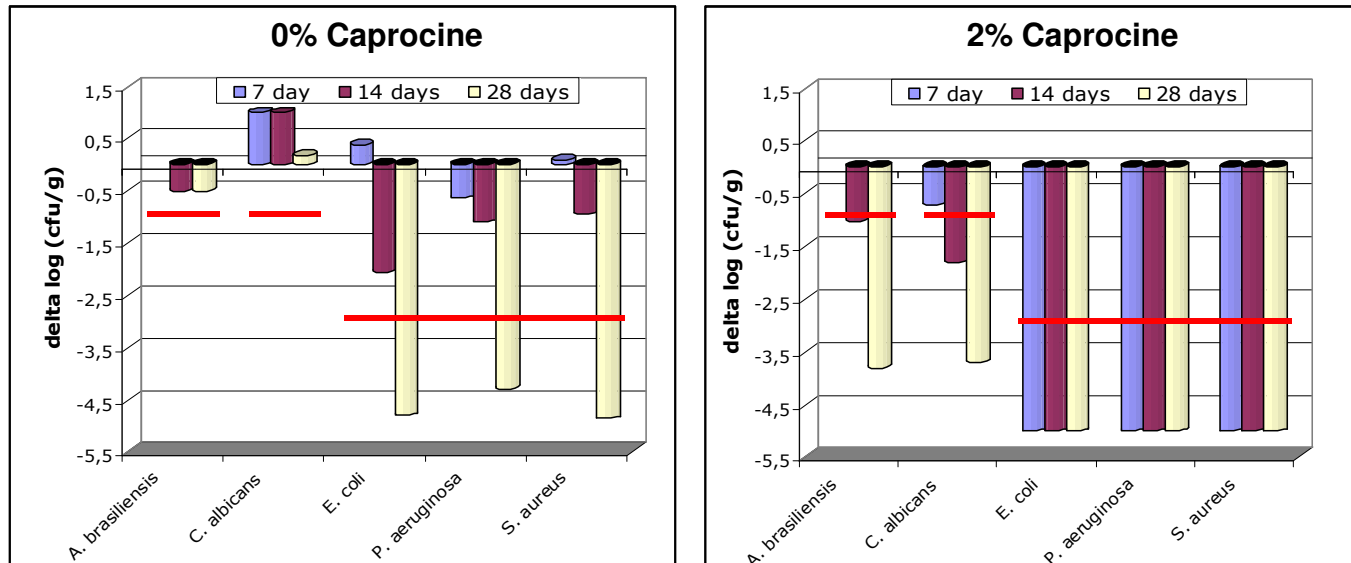 0% Caprocine
7 day 14 days 28 days
delta log (cfu/g)
1,5
0,5
-0,5
-1,5
-2,5
-3,5
-4,5
-5,5
A. brasiliensis
C. albicans
E. coli
P. aeruginosa
S. aureus
2% Caprocine
7 day 14 days 28 days
delta log (cfu/g)
1,5
0,5
-0,5
-1,5
-2,5
-3,5
-4,5
-5,5
A. brasiliensis
C. albicans
E. coli
P. aeruginosa
S. aureus